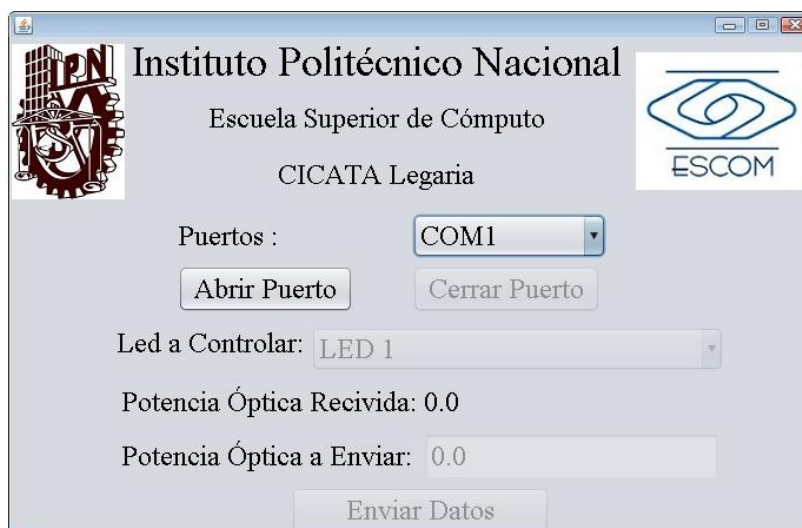 IPN
Instituto Politécnico Nacional
Escuela Superior de Cómputo
ESCOM
CICATA Legaria
Puertos : COM1
Abrir Puerto Cerrar Puerto
Led a Controlar: LED 1
Potencia Óptica Recivida: 0.0
Potencia Óptica a Enviar: 0.0
Enviar Datos